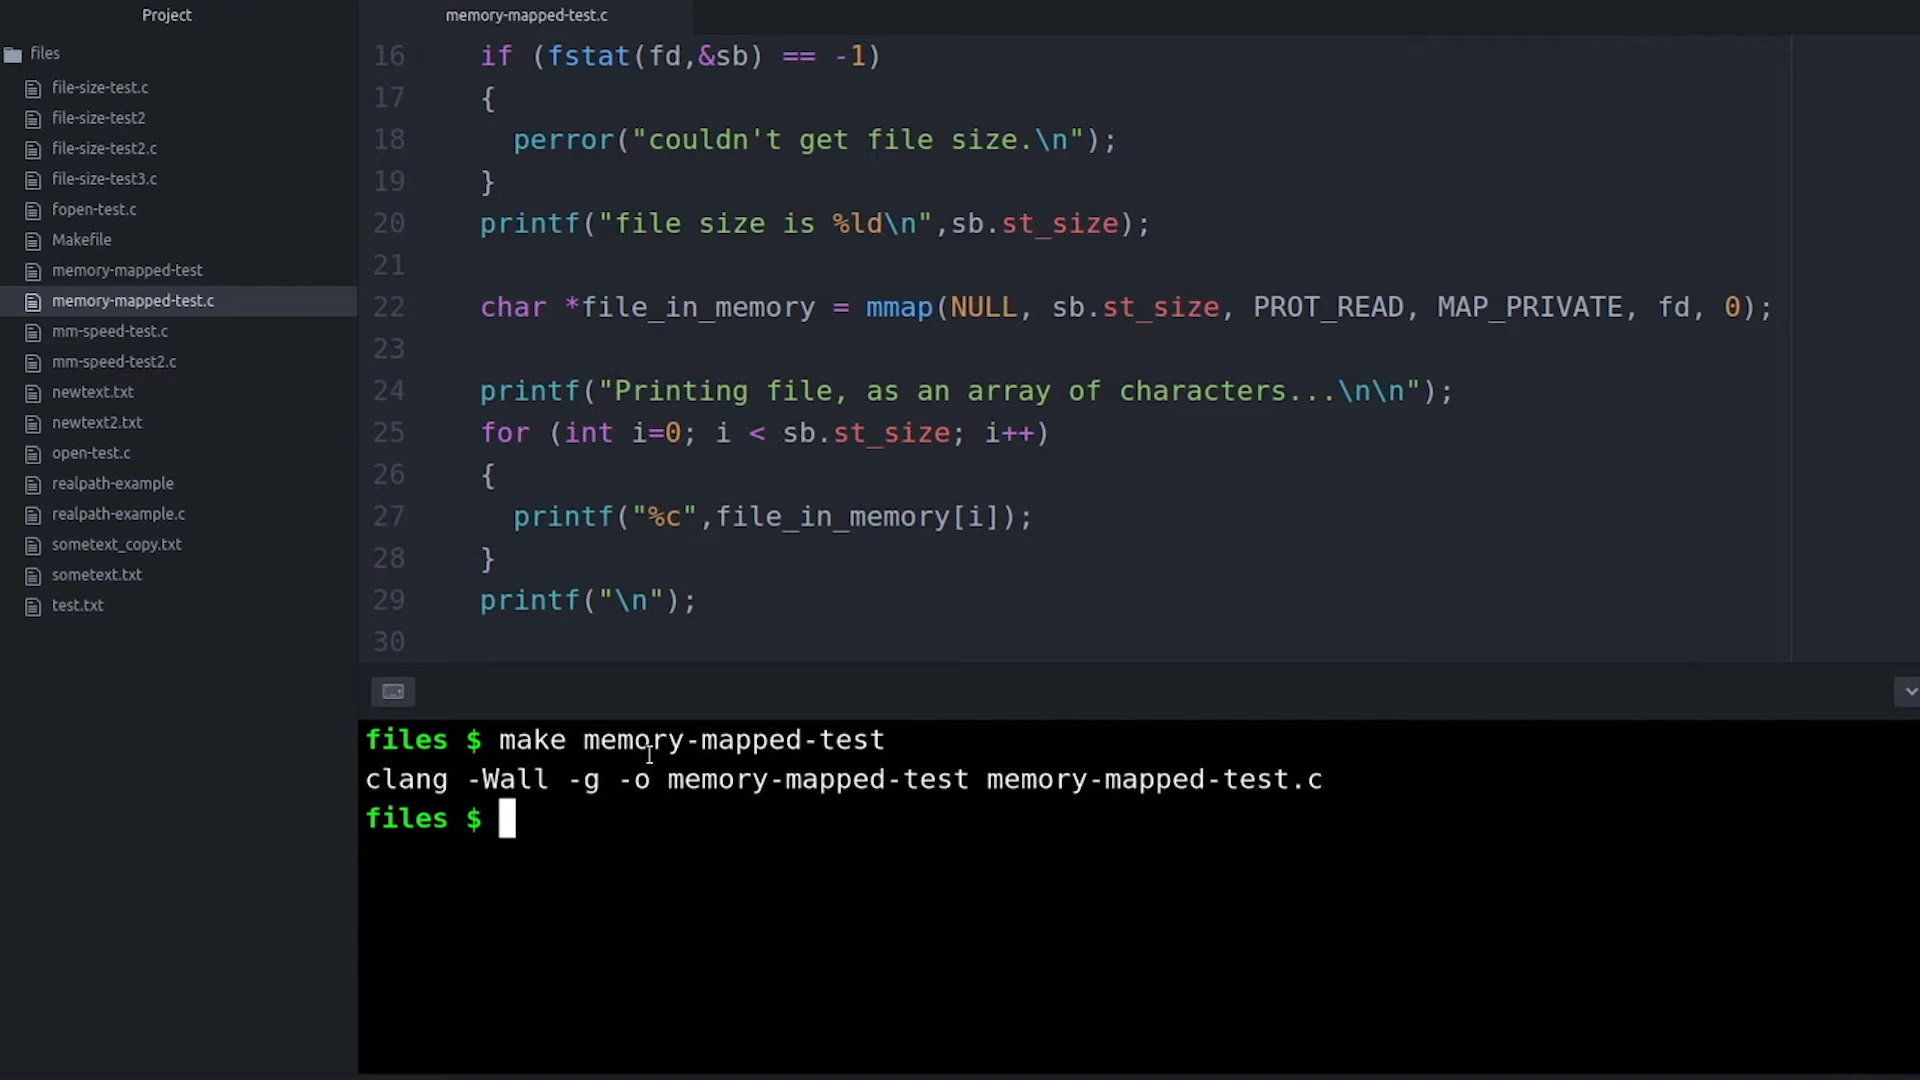 Project
files
file-size-test.c
file-size-test2
file-size-test2.c
file-size-test3.c
fopen-test.c
Makefile
memory-mapped-test
memory-mapped-test.c
mm-speed-test.c
mm-speed-test2.c
newtext.txt
newtext2.txt
open-test.c
realpath-example
realpath-example.c
sometext_copy.txt
sometext.txt
test.txt
memory-mapped-test.c
16 if (fstat(fd,&sb) == -1)
17 {
18 perror("couldn't get file size.\n");
19 }
20 printf("file size is %ld\n",sb.st_size);
21
22 char *file_in_memory = mmap(NULL, sb.st_size, PROT_READ, MAP_PRIVATE, fd, 0);
23
24 printf("Printing file, as an array of characters...\n\n");
25 for (int i=0; i < sb.st_size; i++)
26 {
27 printf("%c",file_in_memory[i]);
28 }
29 printf("\n");
30
files $ make memory-mapped-test
clang -Wall -g -o memory-mapped-test memory-mapped-test.c
files $